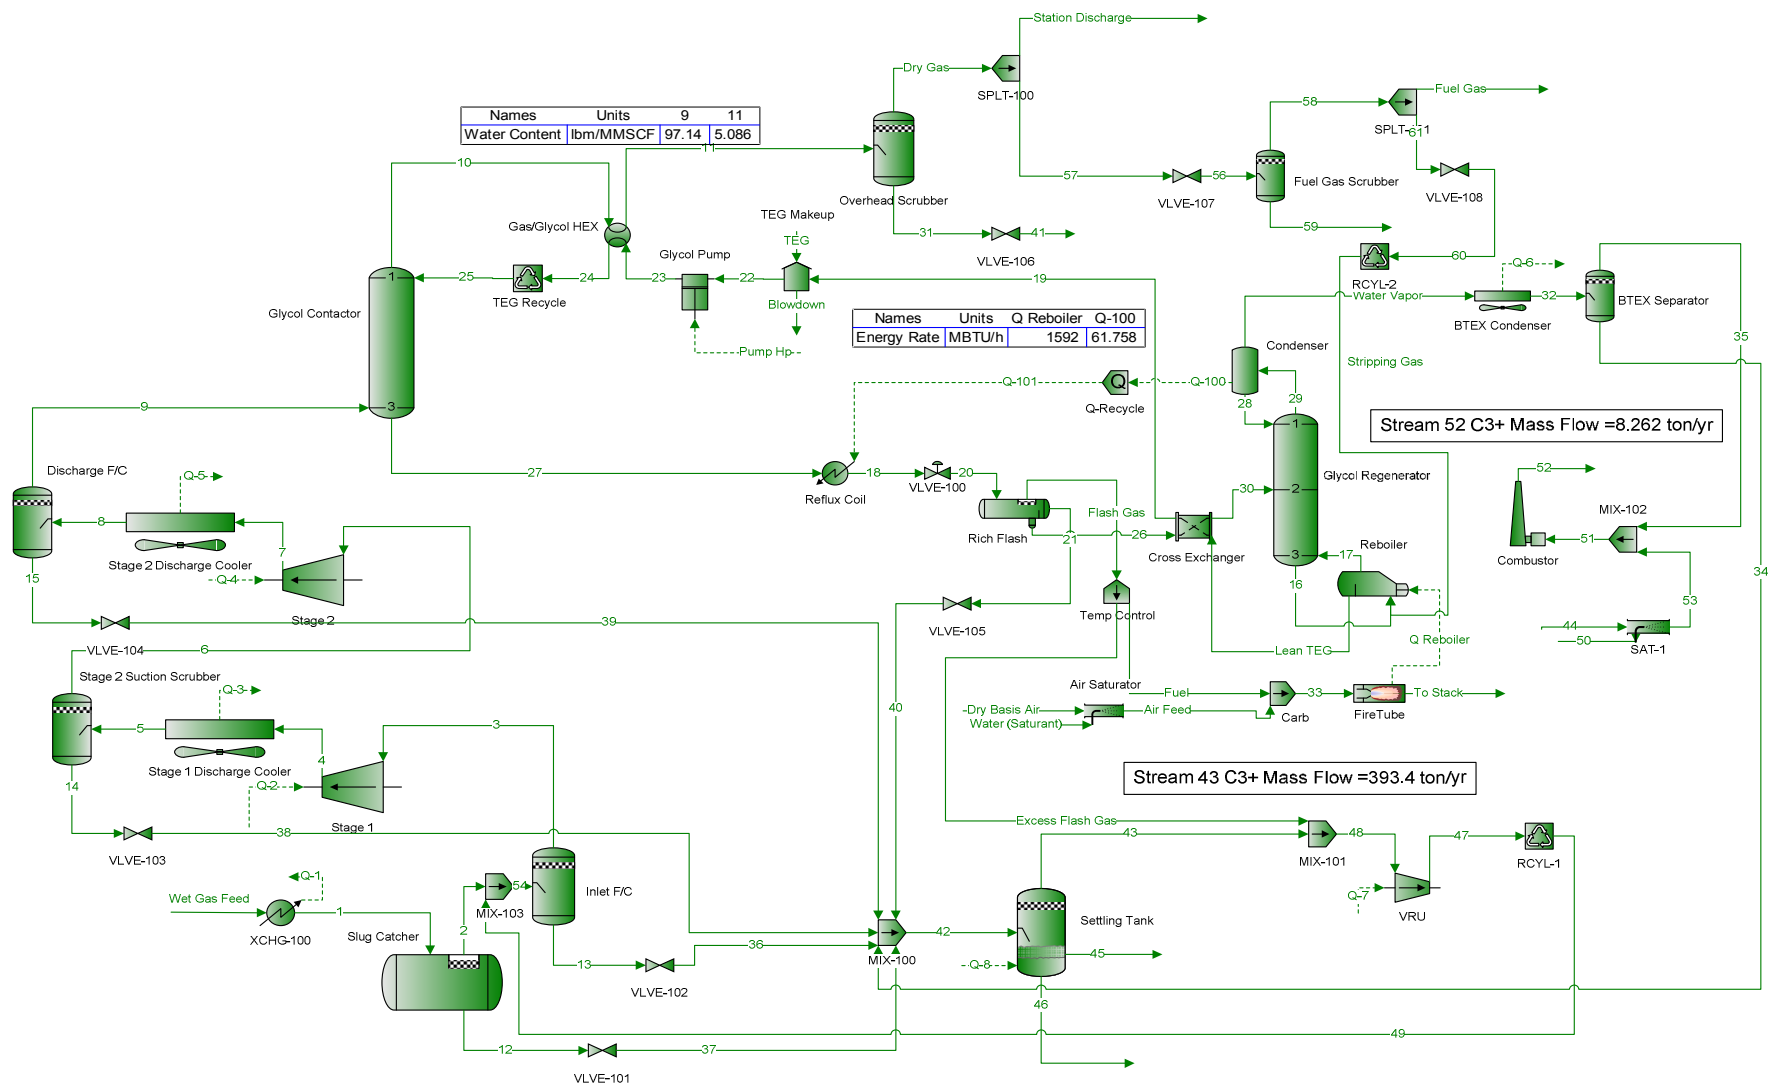 Station Discharge
Dry Gas
SPLT-100
58
Fuel Gas
SPLT-
1
61
Names Units 9 11
Water Content lbm/MMSCF 97.14 5.086
11
10
57
56
VLVE-107
Fuel Gas Scrubber
VLVE-108
Overhead Scrubber
TEG Makeup
Gas/Glycol HEX
TEG
31
41
VLVE-106
59
60
RCYL-2
Q-6
Glycol Pump
25
24
23
22
19
TEG Recycle
Blowdown
Water Vapor
32
BTEX Separator
BTEX Condenser
Glycol Contactor
1
3
Names Units Q Reboiler Q-100
Energy Rate MBTU/h 1592 61.758
Pump Hp
Condenser
Stripping Gas
35
Q-101
Q-100
Q
Q-Recycle
28
29
9
Stream 52 C3+ Mass Flow =8.262 ton/yr
1
2
3
Glycol Regenerator
Discharge F/C
Q-5
27
18
20
Reflux Coil
VLVE-100
30
52
8
7
Flash Gas
Rich Flash
21
26
Cross Exchanger
MIX-102
51
Combustor
Stage 2 Discharge Cooler
15
Q-4
Reboiler
17
16
34
Stage 2
39
VLVE-104
6
VLVE-105
Temp Control
53
44
50
SAT-1
Q Reboiler
Lean TEG
Stage 2 Suction Scrubber
Q-3
Air Saturator
Fuel
33
To Stack
Dry Basis Air
Air Feed
Water (Saturant)
Carb
FireTube
5
4
3
40
Stage 1 Discharge Cooler
14
Q-2
Stream 43 C3+ Mass Flow =393.4 ton/yr
Stage 1
38
VLVE-103
Excess Flash Gas
43
48
47
MIX-101
RCYL-1
Q-1
54
Inlet F/C
Q-7
VRU
Wet Gas Feed
1
MIX-103
XCHG-100
Slug Catcher
2
Settling Tank
36
42
MIX-100
45
13
VLVE-102
Q-8
46
49
12
37
VLVE-101